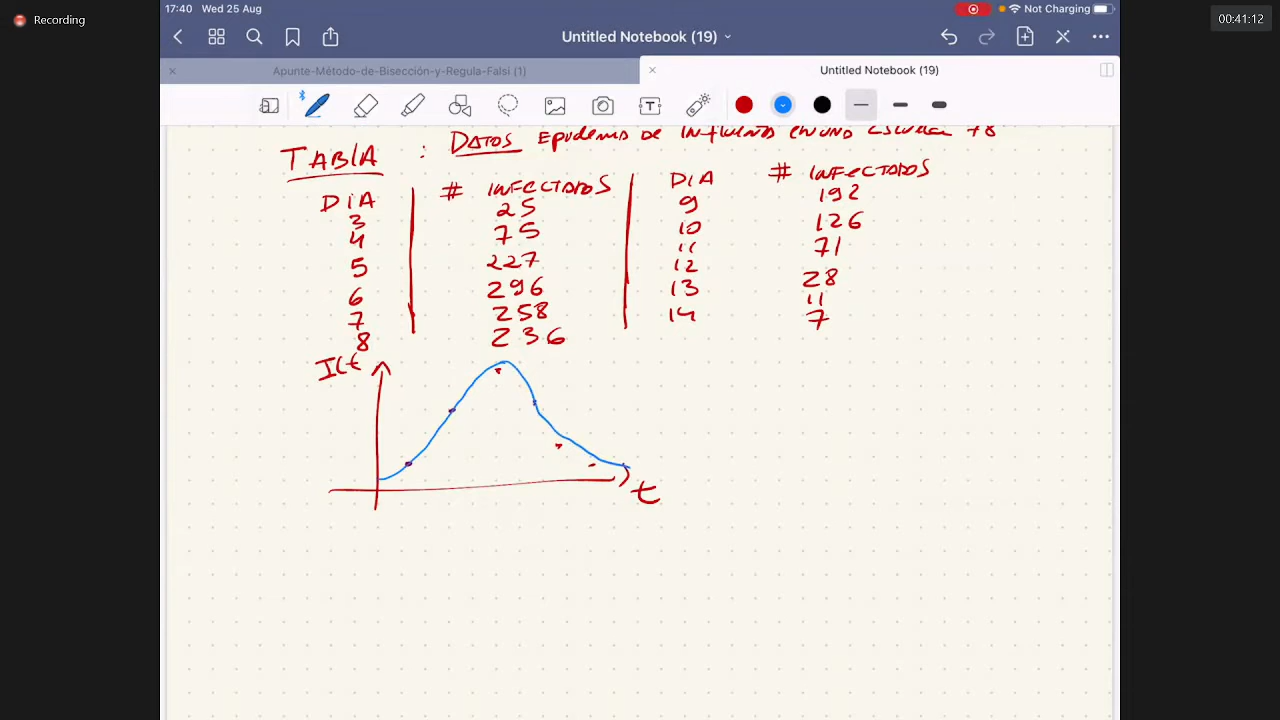 Recording
17:40 Wed 25 Aug
Not Charging
00:41:12
Untitled Notebook (19)
Apunte-Método-de-Bisección-y-Regula-Falsi (1)
Untitled Notebook (19)
TABLA : DATOS Epidemia de Influenza en una Escuela 78
DIA # INFECTADOS DIA # INFECTADOS
3 25 9 192
4 75 10 126
5 227 11 71
6 296 12 28
7 258 13 11
8 236 14 7
I(t
t